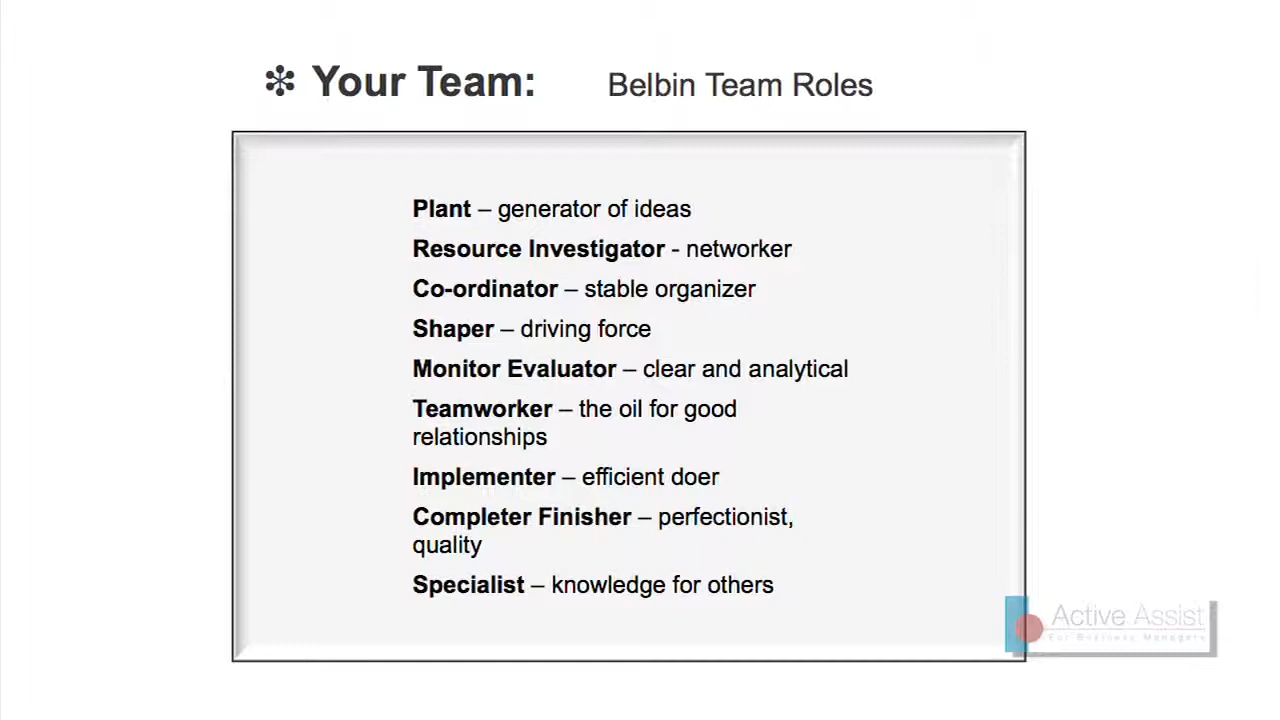 ❇ Your Team: Belbin Team Roles
Plant – generator of ideas
Resource Investigator - networker
Co-ordinator – stable organizer
Shaper – driving force
Monitor Evaluator – clear and analytical
Teamworker – the oil for good
relationships
Implementer – efficient doer
Completer Finisher – perfectionist,
quality
Specialist – knowledge for others
Active Assist
For Business Managers